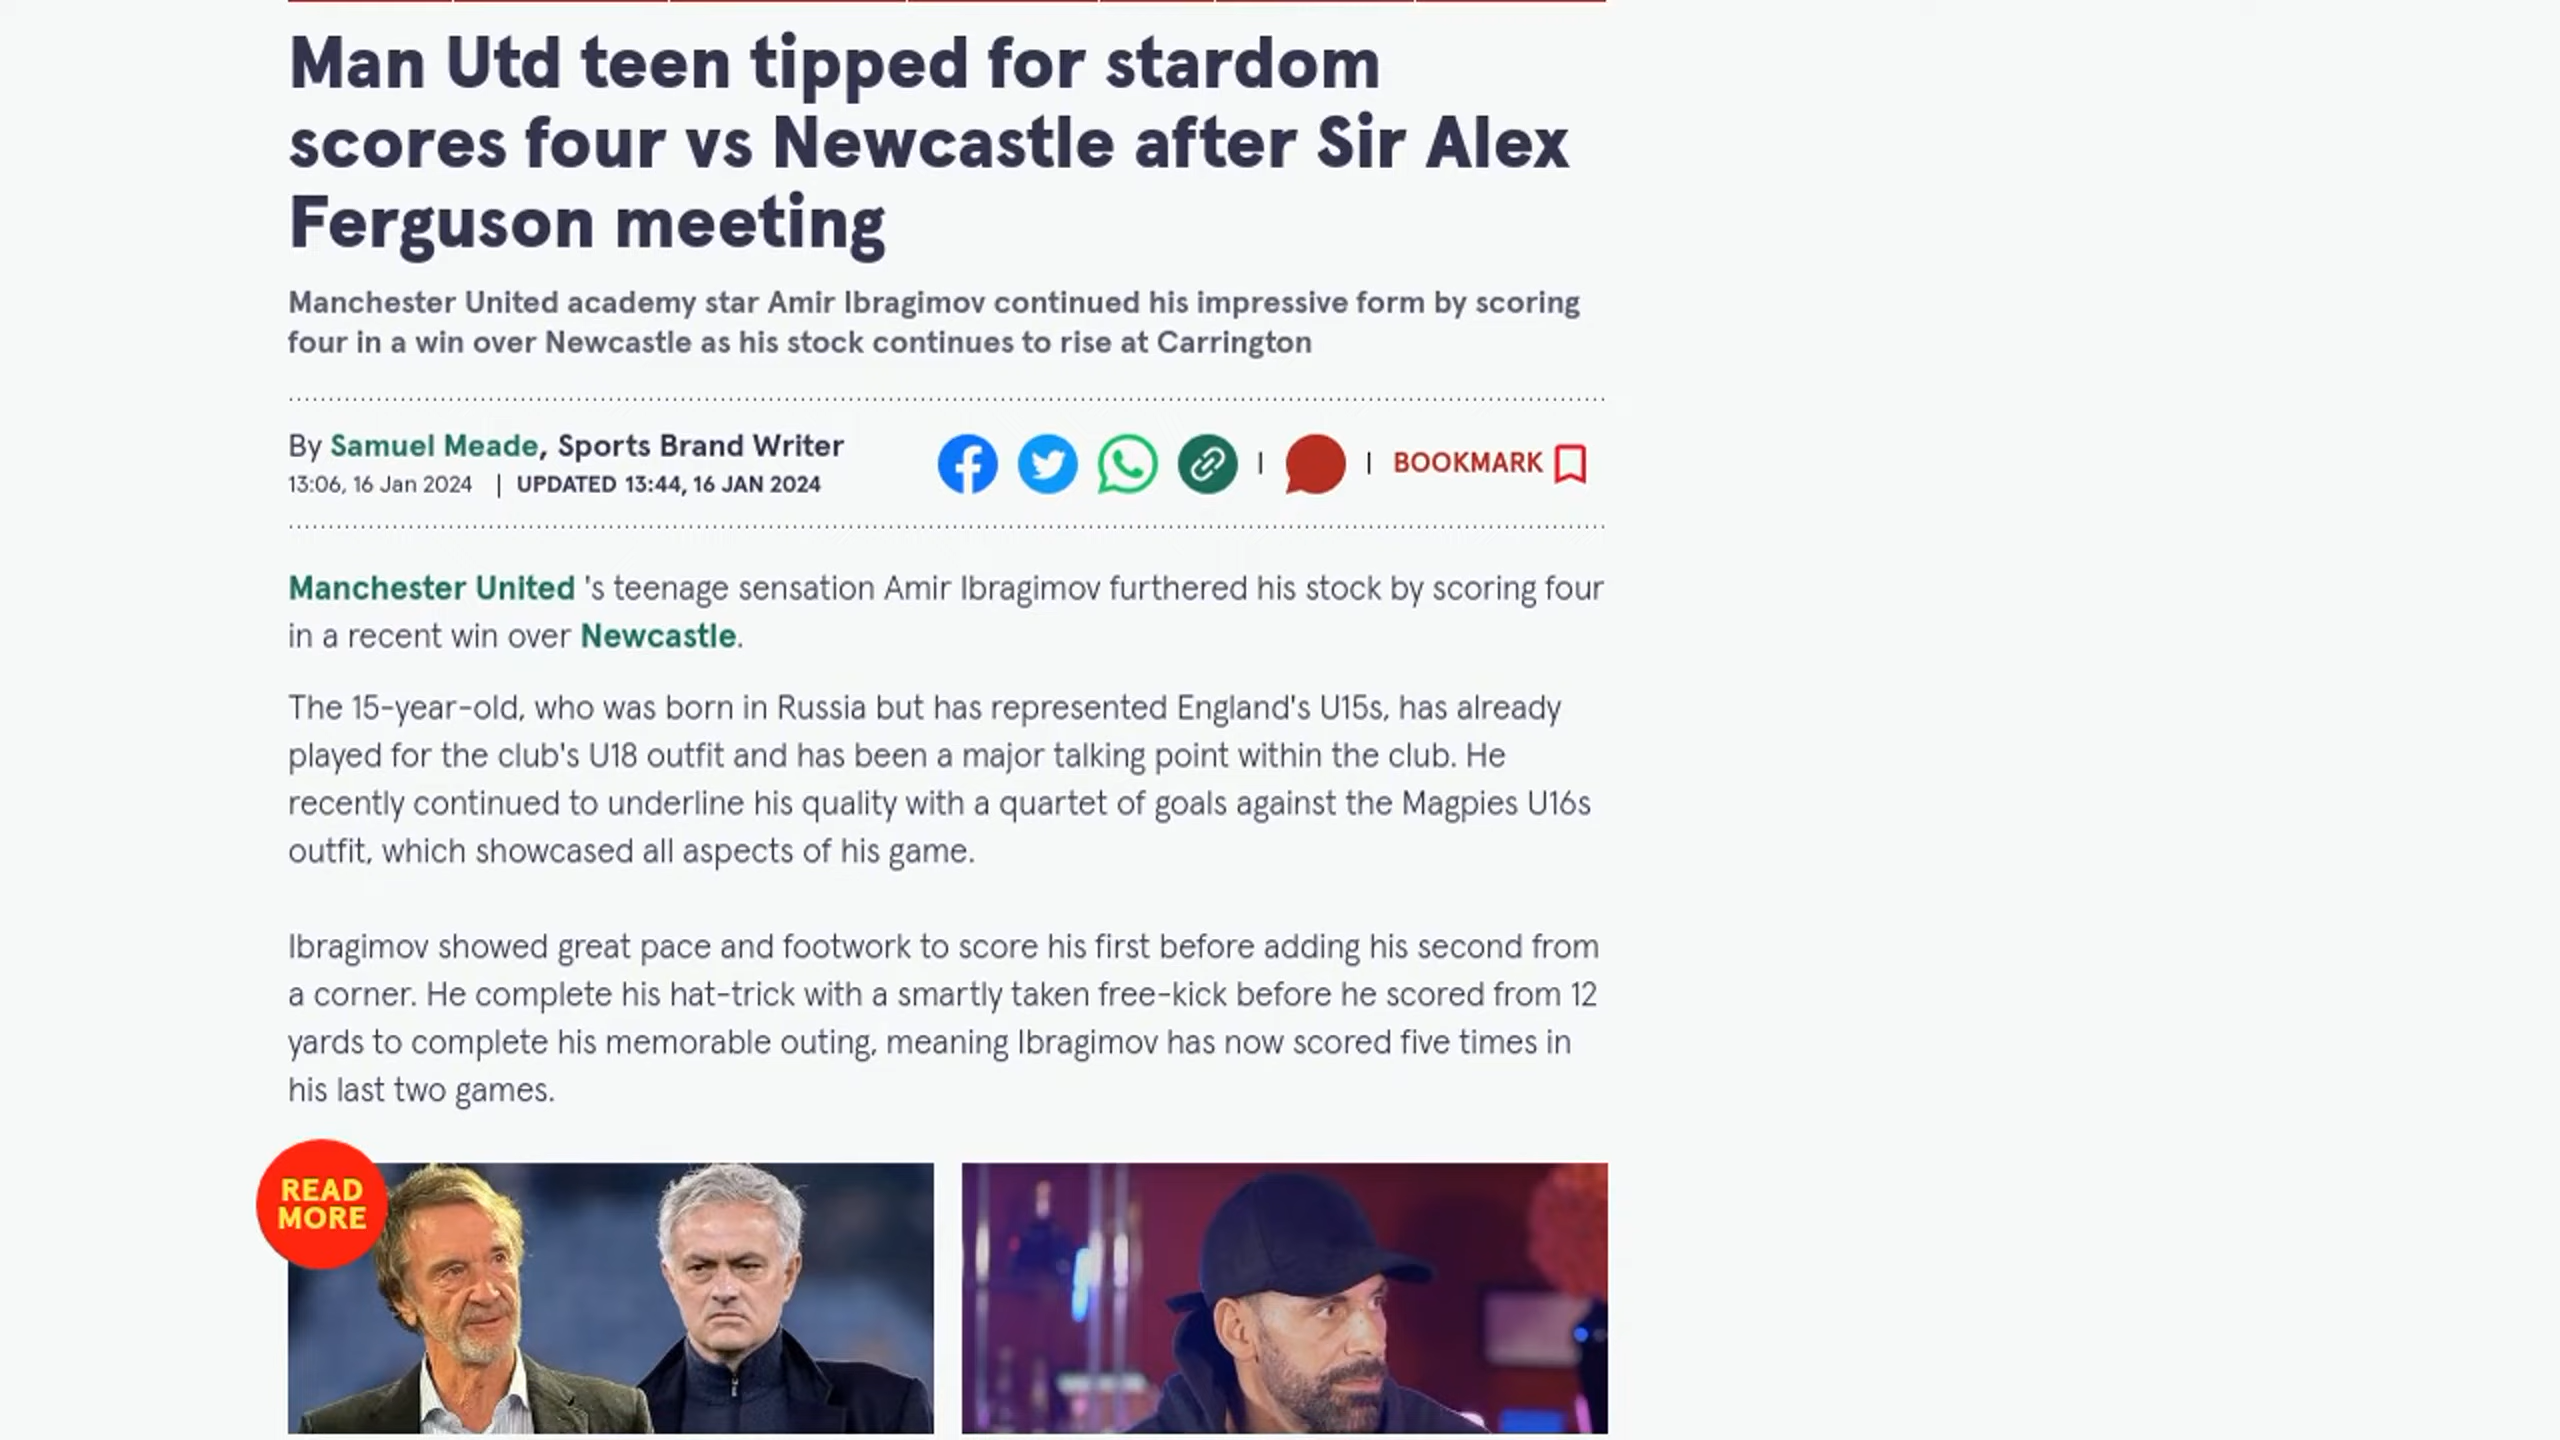 Man Utd teen tipped for stardom
scores four vs Newcastle after Sir Alex
Ferguson meeting
Manchester United academy star Amir Ibragimov continued his impressive form by scoring
four in a win over Newcastle as his stock continues to rise at Carrington
By Samuel Meade, Sports Brand Writer
13:06, 16 Jan 2024 | UPDATED 13:44, 16 JAN 2024
| | BOOKMARK
Manchester United 's teenage sensation Amir Ibragimov furthered his stock by scoring four
in a recent win over Newcastle.
The 15-year-old, who was born in Russia but has represented England's U15s, has already
played for the club's U18 outfit and has been a major talking point within the club. He
recently continued to underline his quality with a quartet of goals against the Magpies U16s
outfit, which showcased all aspects of his game.
Ibragimov showed great pace and footwork to score his first before adding his second from
a corner. He complete his hat-trick with a smartly taken free-kick before he scored from 12
yards to complete his memorable outing, meaning Ibragimov has now scored five times in
his last two games.
READ
MORE